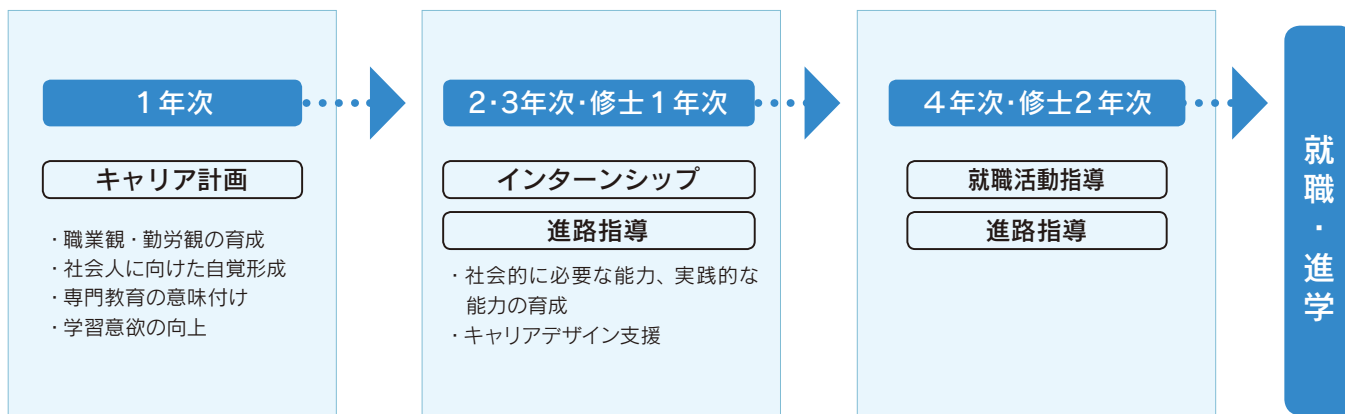 1年次
キャリア計画
・職業観・勤労観の育成
・社会人に向けた自覚形成
・専門教育の意味付け
・学習意欲の向上
2・3年次・修士1年次
インターンシップ
進路指導
・社会的に必要な能力、実践的な
能力の育成
・キャリアデザイン支援
4年次・修士2年次
就職活動指導
進路指導
就職・進学